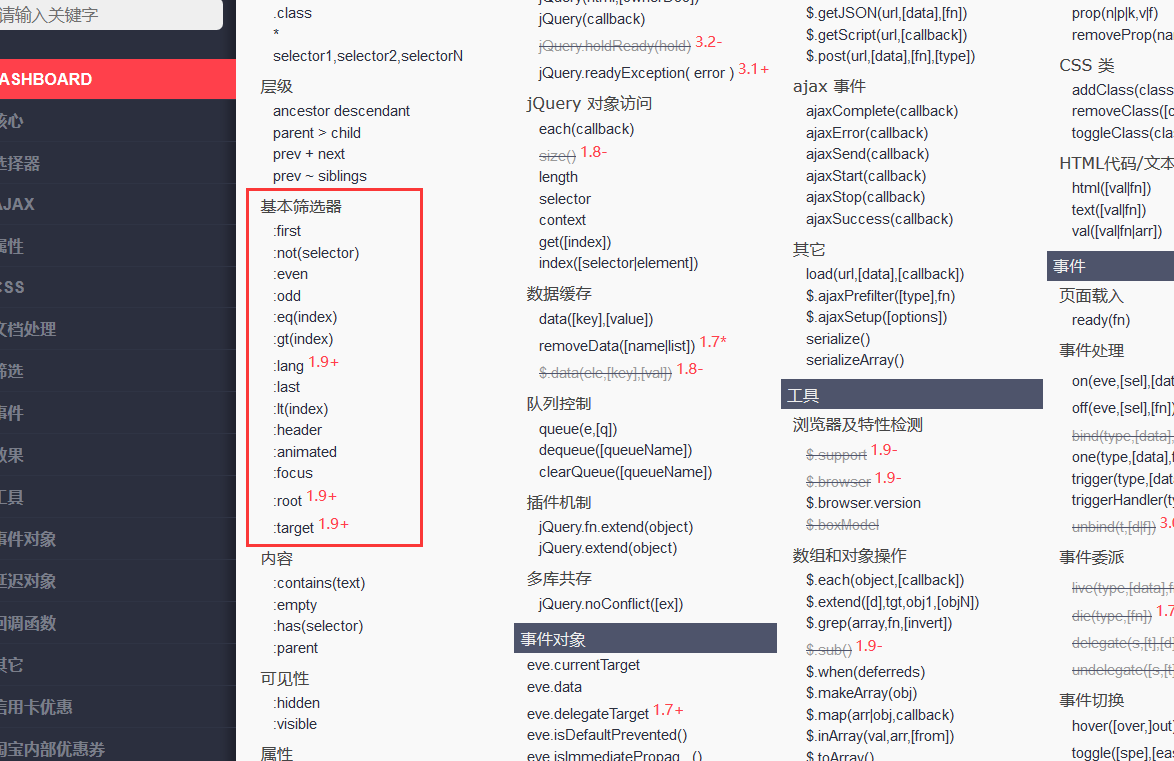 请输入关键字
ASHBOARD
核心
选择器
AJAX
属性
CSS
文档处理
筛选
事件
效果
工具
事件对象
延迟对象
回调函数
其它
信用卡优惠
淘宝内部优惠券
.class
*
selector1,selector2,selectorN
层级
ancestor descendant
parent > child
prev + next
prev ~ siblings
基本筛选器
:first
:not(selector)
:even
:odd
:eq(index)
:gt(index)
:lang 1.9+
:last
:lt(index)
:header
:animated
:focus
:root 1.9+
:target 1.9+
内容
:contains(text)
:empty
:has(selector)
:parent
可见性
:hidden
:visible
属性
jQuery(html,[ownerDoc])
jQuery(callback)
jQuery.holdReady(hold) 3.2-
jQuery.readyException( error ) 3.1+
jQuery 对象访问
each(callback)
size() 1.8-
length
selector
context
get([index])
index([selector|element])
数据缓存
data([key],[value])
removeData([name|list]) 1.7*
$.data(ele,[key],[val]) 1.8-
队列控制
queue(e,[q])
dequeue([queueName])
clearQueue([queueName])
插件机制
jQuery.fn.extend(object)
jQuery.extend(object)
多库共存
jQuery.noConflict([ex])
事件对象
eve.currentTarget
eve.data
eve.delegateTarget 1.7+
eve.isDefaultPrevented()
eve.isImmediatePropag...()
$.getJSON(url,[data],[fn])
$.getScript(url,[callback])
$.post(url,[data],[fn],[type])
ajax 事件
ajaxComplete(callback)
ajaxError(callback)
ajaxSend(callback)
ajaxStart(callback)
ajaxStop(callback)
ajaxSuccess(callback)
其它
load(url,[data],[callback])
$.ajaxPrefilter([type],fn)
$.ajaxSetup([options])
serialize()
serializeArray()
工具
浏览器及特性检测
$.support 1.9-
$.browser 1.9-
$.browser.version
$.boxModel
数组和对象操作
$.each(object,[callback])
$.extend([d],tgt,obj1,[objN])
$.grep(array,fn,[invert])
$.sub() 1.9-
$.when(deferreds)
$.makeArray(obj)
$.map(arr|obj,callback)
$.inArray(val,arr,[from])
$.toArray()
prop(n|p|k,v|f)
removeProp(na
CSS 类
addClass(class
removeClass([c
toggleClass(cla
HTML代码/文本
html([val|fn])
text([val|fn])
val([val|fn|arr])
事件
页面载入
ready(fn)
事件处理
on(eve,[sel],[dat
off(eve,[sel],[fn])
bind(type,[data],
one(type,[data],f
trigger(type,[dat
triggerHandler(ty
unbind(t,[d|f]) 3.0
事件委派
live(type,[data],f
die(type,[fn]) 1.7
delegate(s,[t],[d]
undelegate([s,[t]
事件切换
hover([over,]out)
toggle([spe],[eas